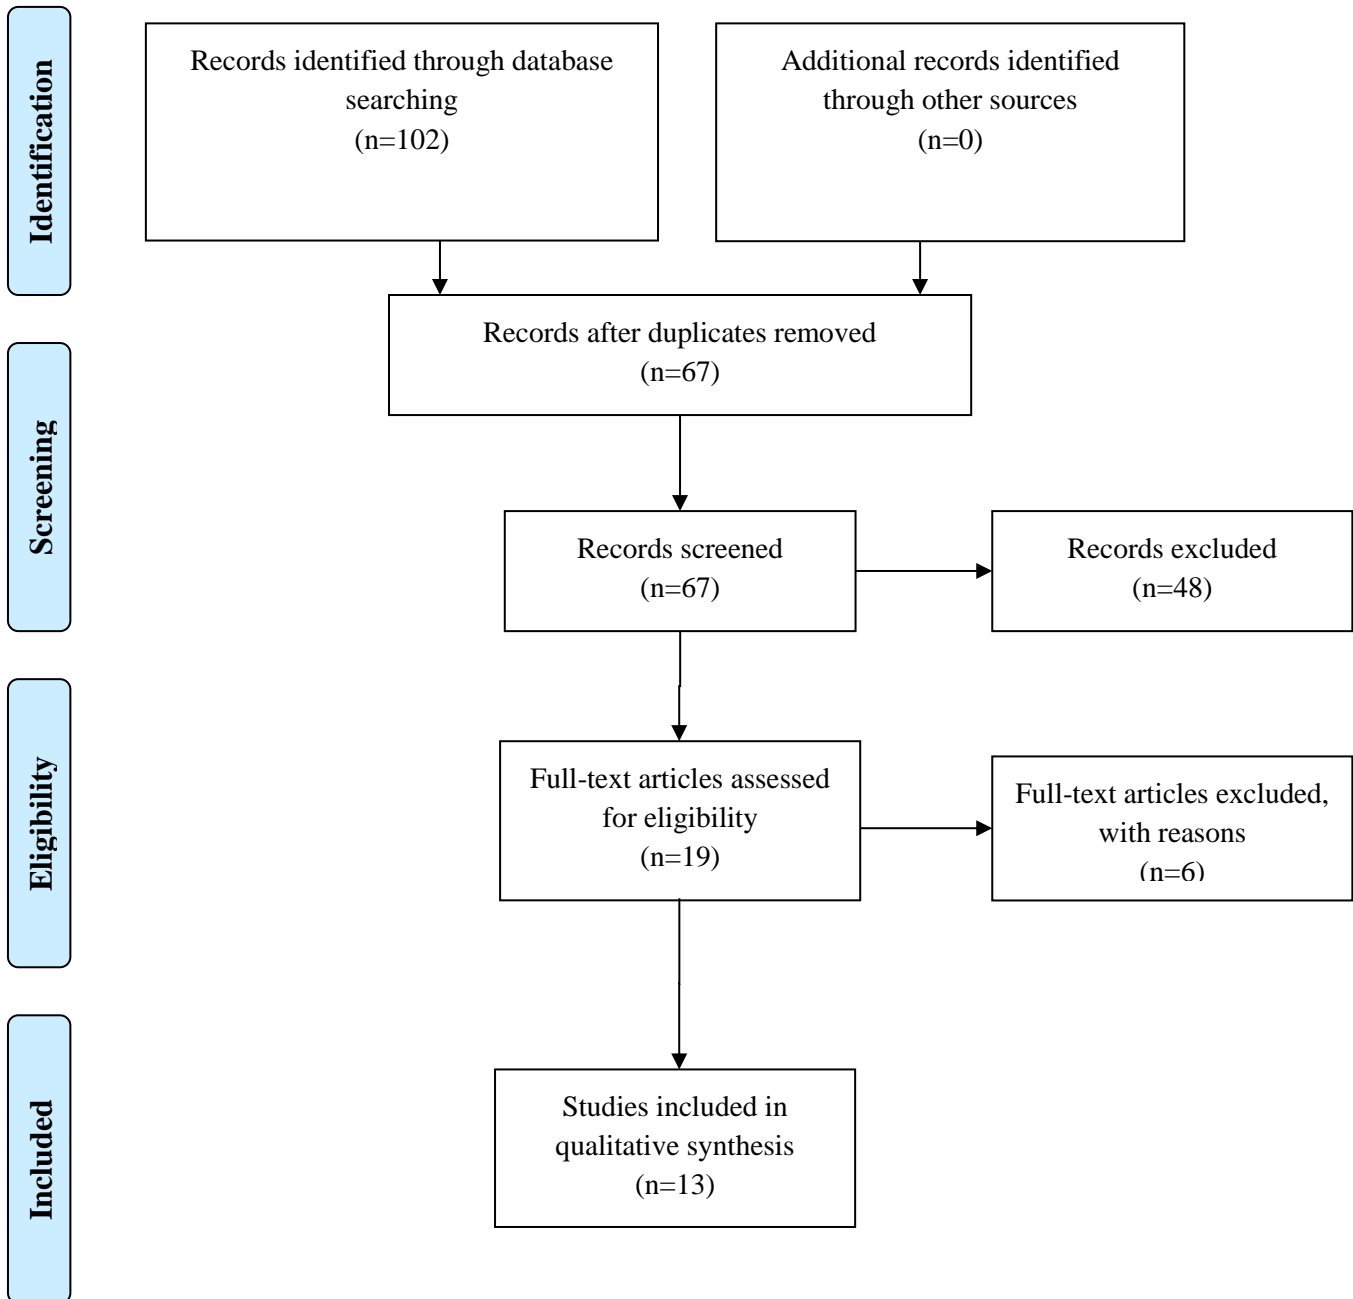 Identification
Records identified through database
searching
(n=102)
Additional records identified
through other sources
(n=0)
Records after duplicates removed
(n=67)
Screening
Records screened
(n=67)
Records excluded
(n=48)
Eligibility
Full-text articles assessed
for eligibility
(n=19)
Full-text articles excluded,
with reasons
(n=6)
Included
Studies included in
qualitative synthesis
(n=13)